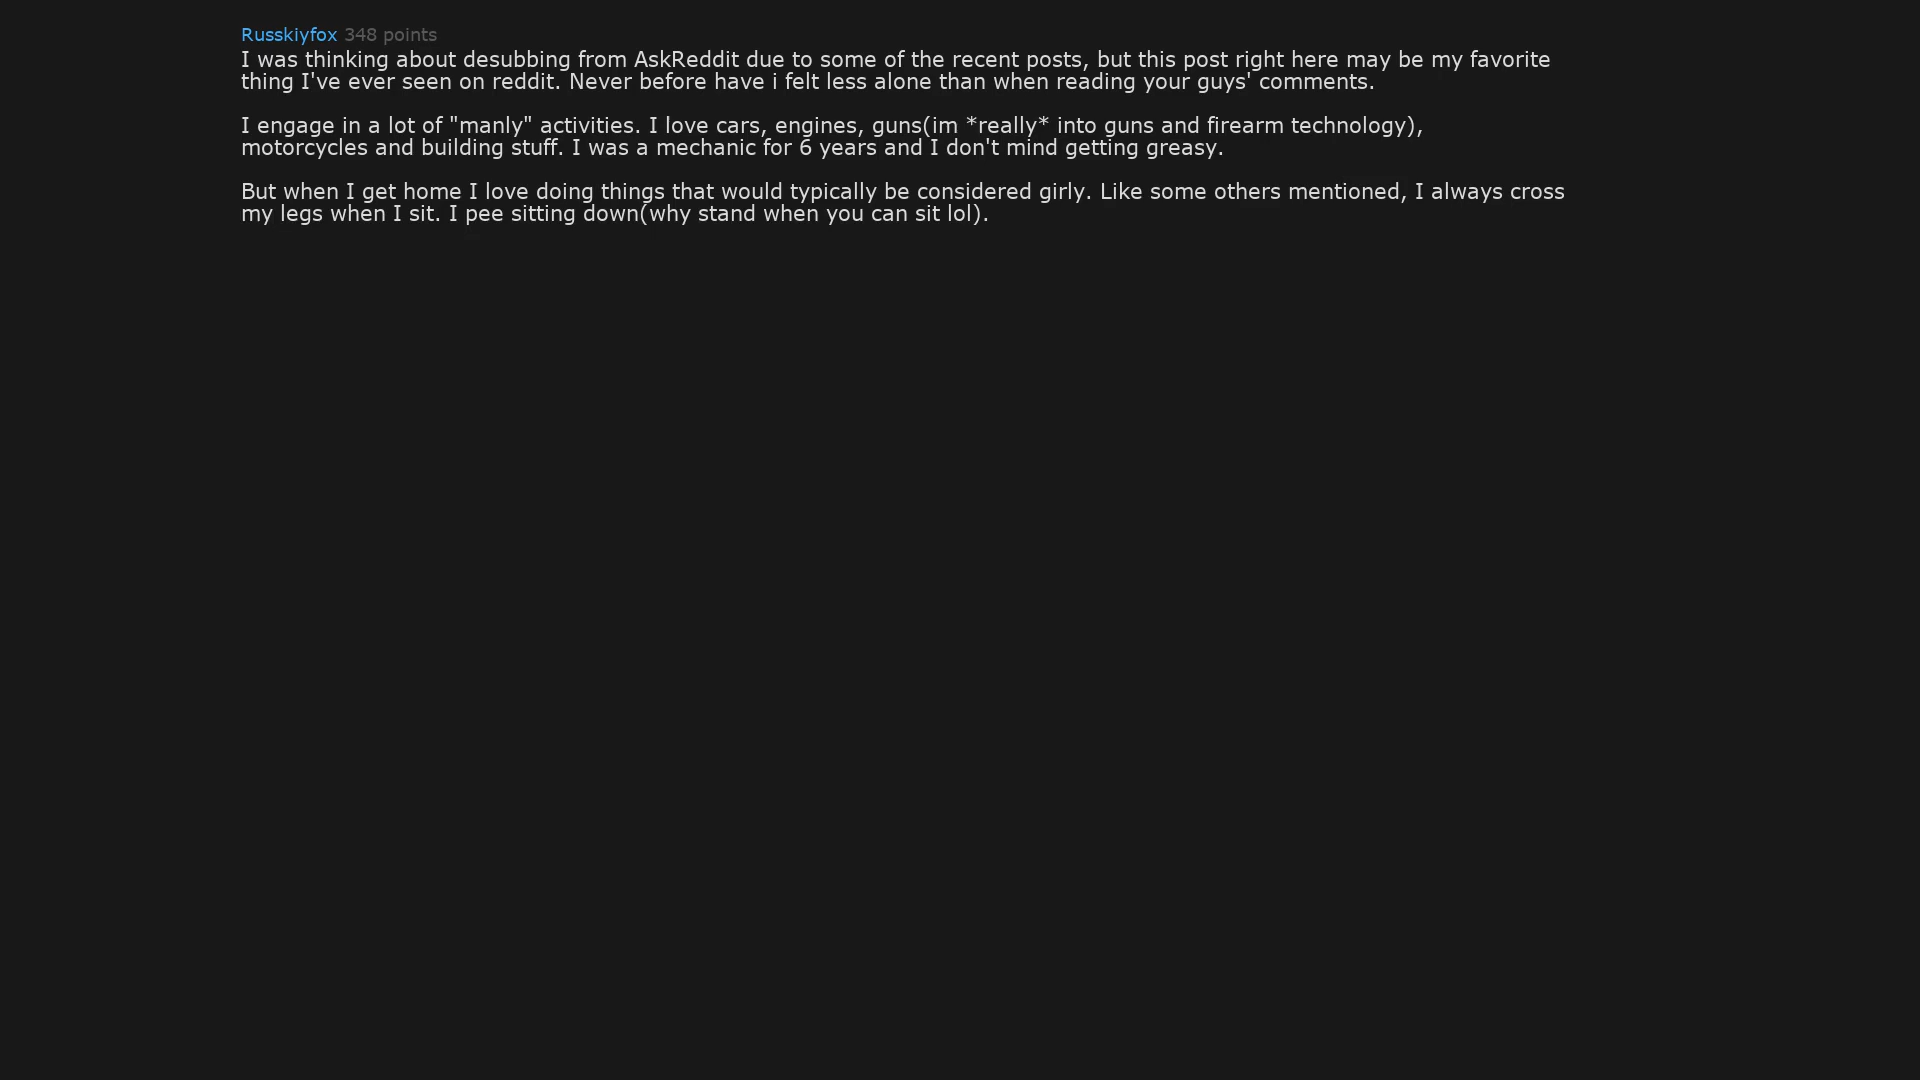 Russkiyfox 348 points
I was thinking about desubbing from AskReddit due to some of the recent posts, but this post right here may be my favorite
thing I've ever seen on reddit. Never before have i felt less alone than when reading your guys' comments.
I engage in a lot of "manly" activities. I love cars, engines, guns(im *really* into guns and firearm technology),
motorcycles and building stuff. I was a mechanic for 6 years and I don't mind getting greasy.
But when I get home I love doing things that would typically be considered girly. Like some others mentioned, I always cross
my legs when I sit. I pee sitting down(why stand when you can sit lol).